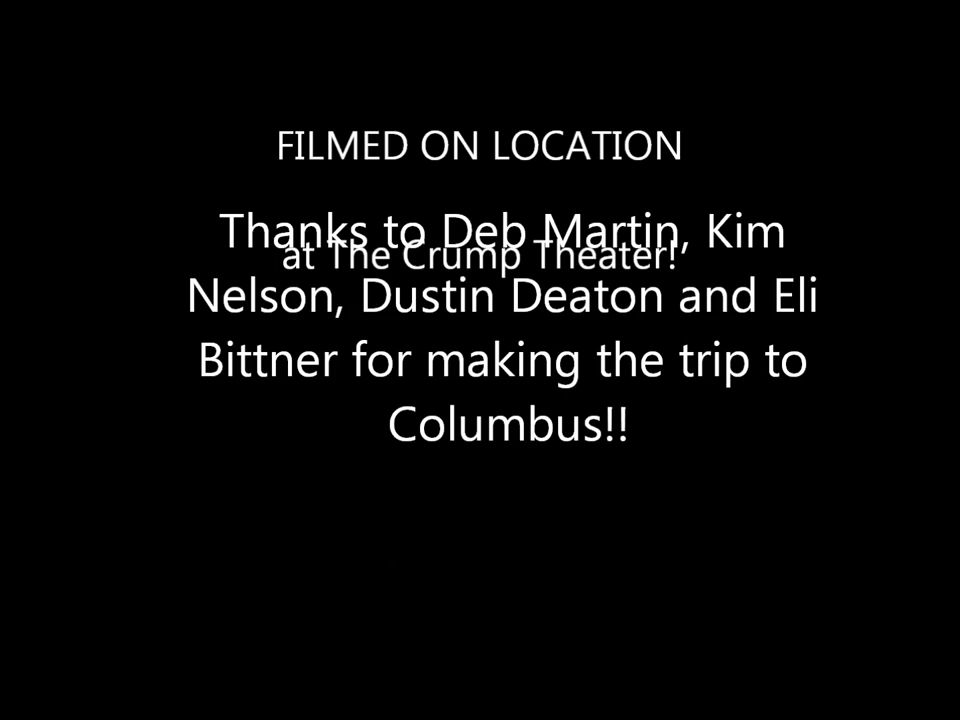 FILMED ON LOCATION
Thanks to Deb Martin, Kim
at The Crump Theater!
Nelson, Dustin Deaton and Eli
Bittner for making the trip to
Columbus!!